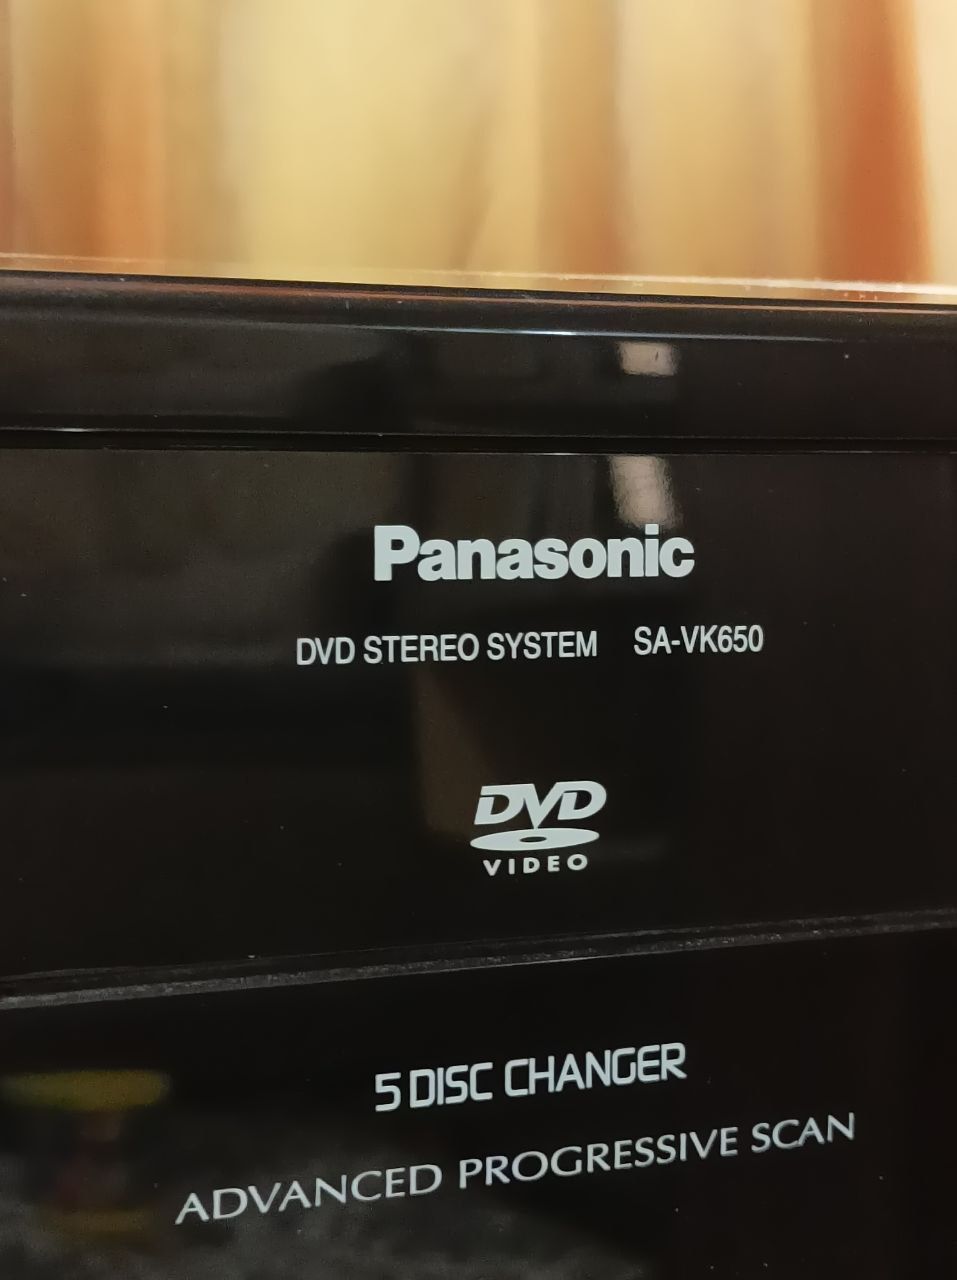 Panasonic
DVD STEREO SYSTEM SA-VK650
DVD
VIDEO
5 DISC CHANGER
ADVANCED PROGRESSIVE SCAN